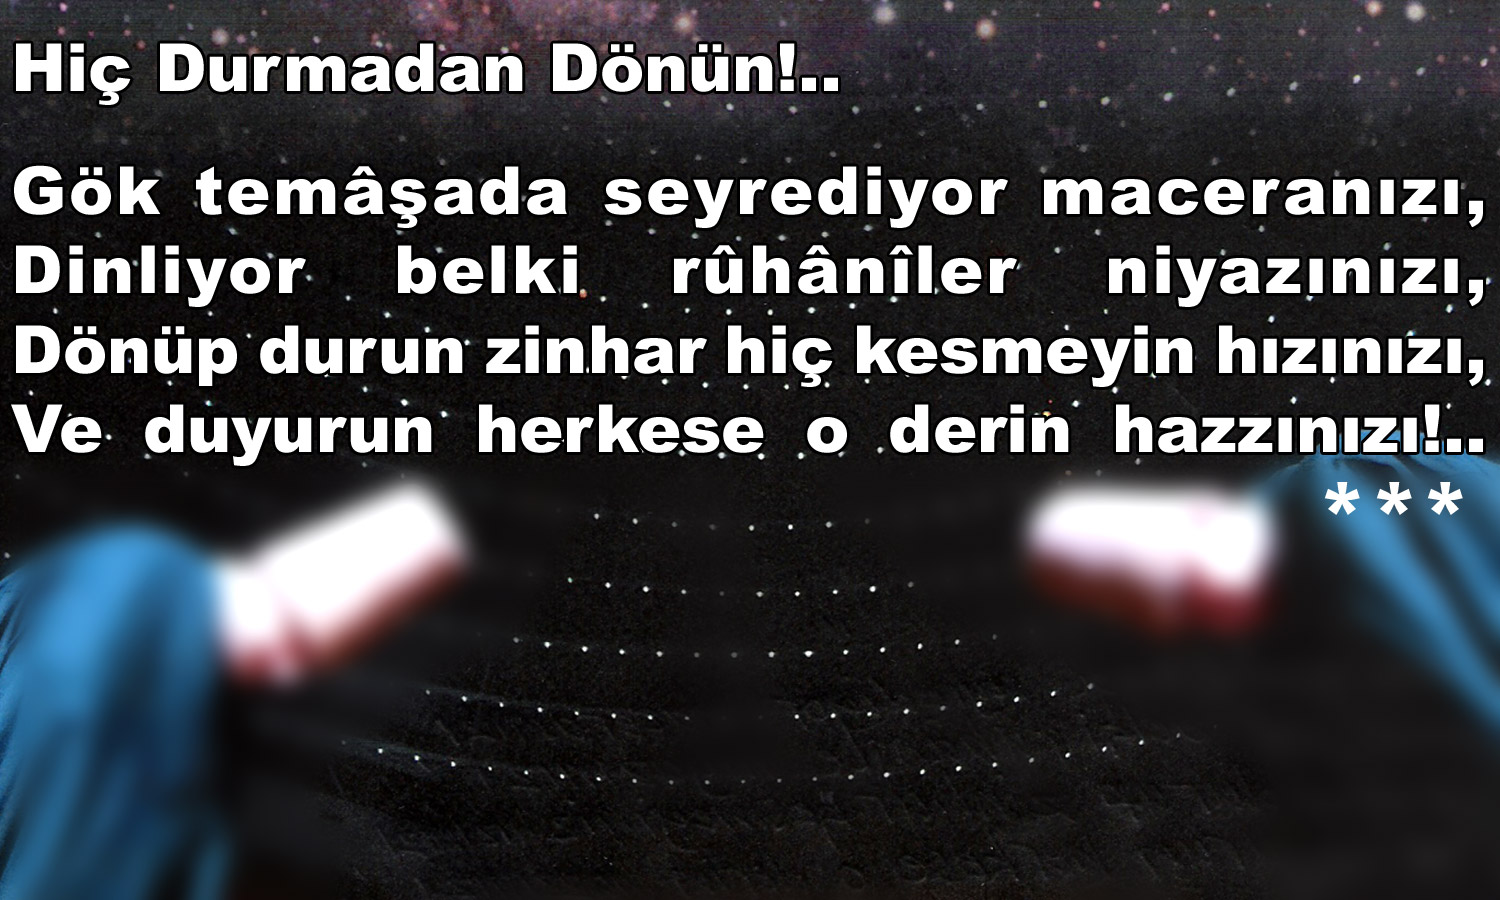 Hiç Durmadan Dönün!..
Gök temâşada seyrediyor maceranızı,
Dinliyor belki rûhânîler niyazınızı,
Dönüp durun zinhar hiç kesmeyin hızınızı,
Ve duyurun herkese o derin hazzınızı!..
***